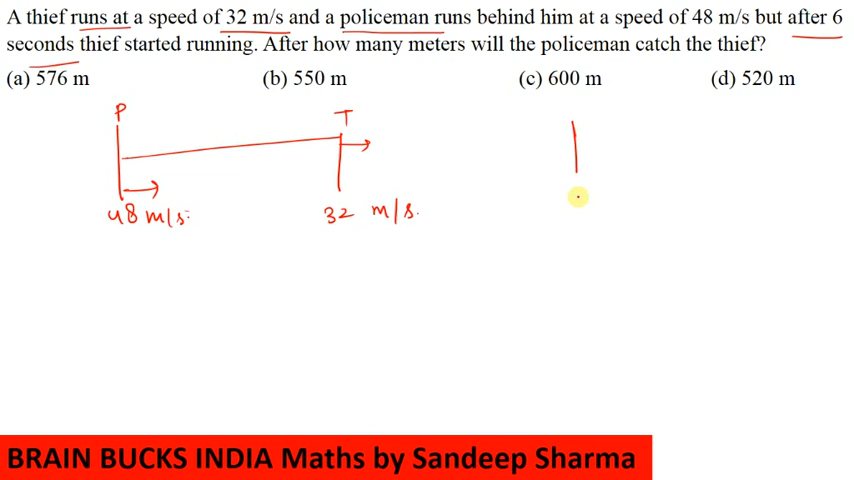 A thief runs at a speed of 32 m/s and a policeman runs behind him at a speed of 48 m/s but after 6
seconds thief started running. After how many meters will the policeman catch the thief?
(a) 576 m (b) 550 m (c) 600 m (d) 520 m
P T
48 m/s 32 m/s.
BRAIN BUCKS INDIA Maths by Sandeep Sharma